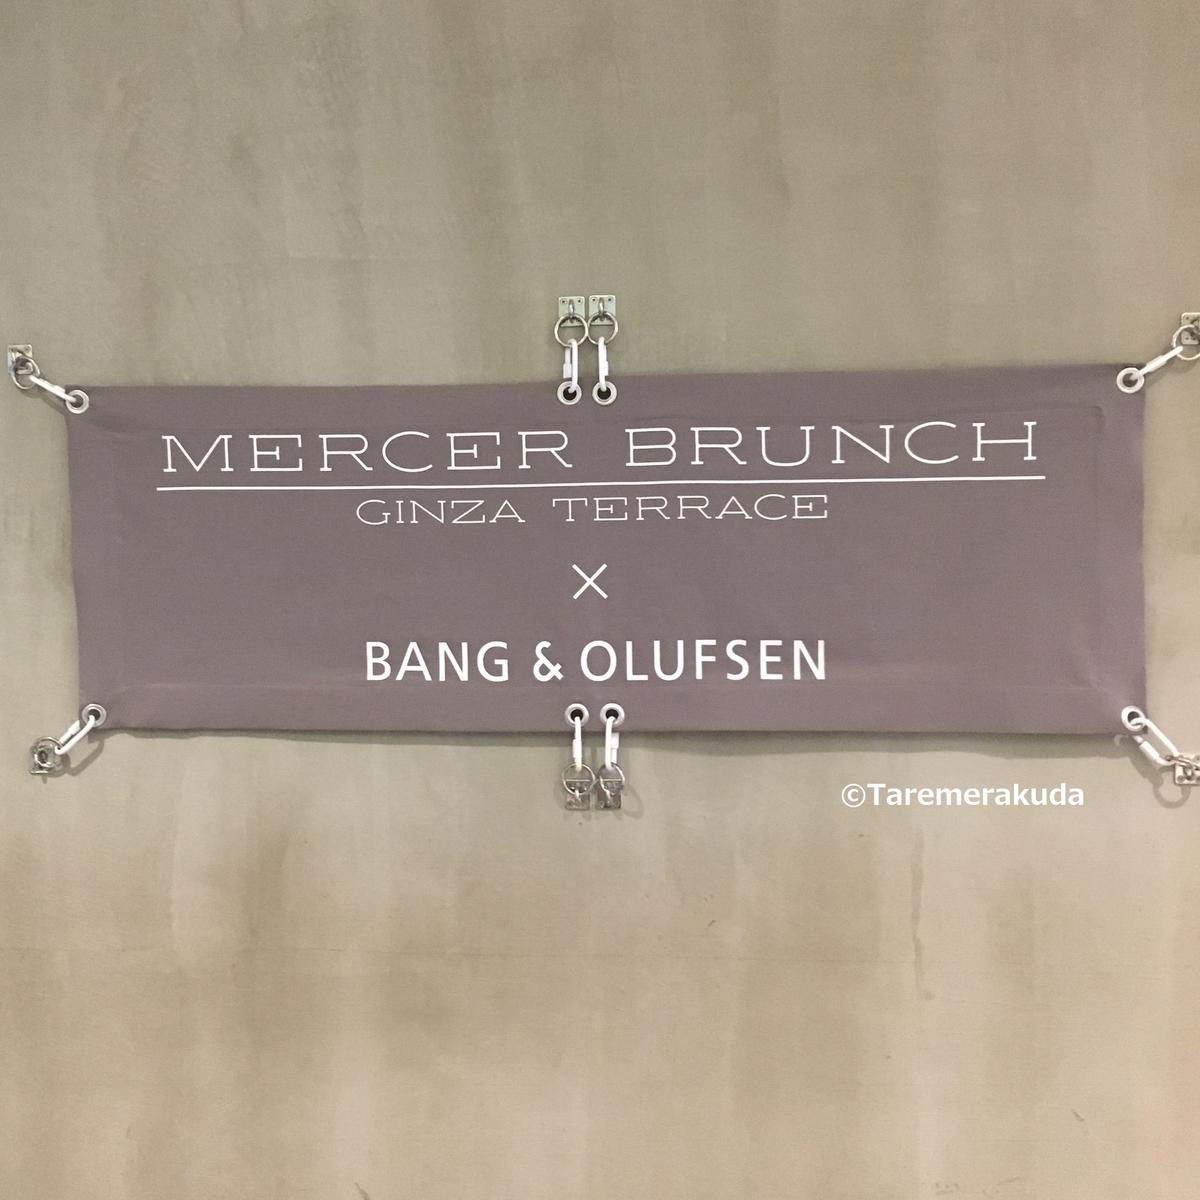 MERCER BRUNCH
GINZA TERRACE
×
BANG & OLUFSEN
©Taremerakuda